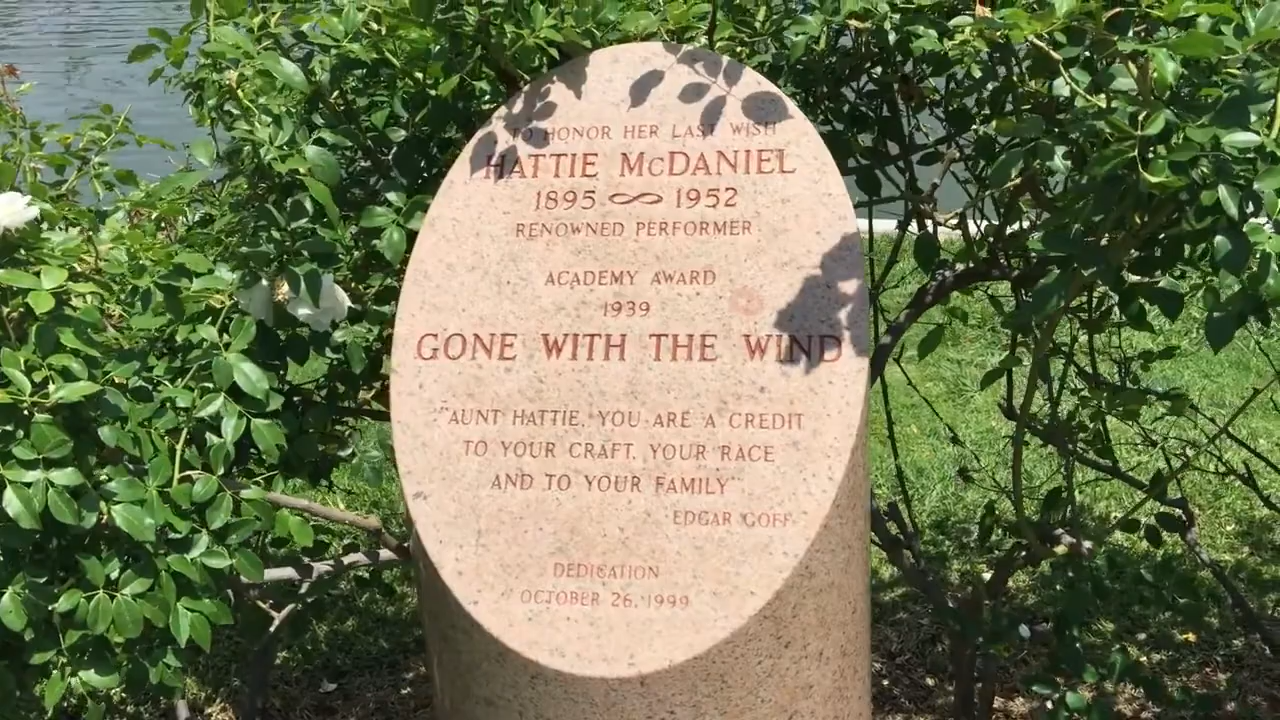 TO HONOR HER LAST WISH
HATTIE McDANIEL
1895 ∞ 1952
RENOWNED PERFORMER
ACADEMY AWARD
1939
GONE WITH THE WIND
"AUNT HATTIE, YOU ARE A CREDIT
TO YOUR CRAFT, YOUR RACE
AND TO YOUR FAMILY"
EDGAR GOFF
DEDICATION
OCTOBER 26, 1999